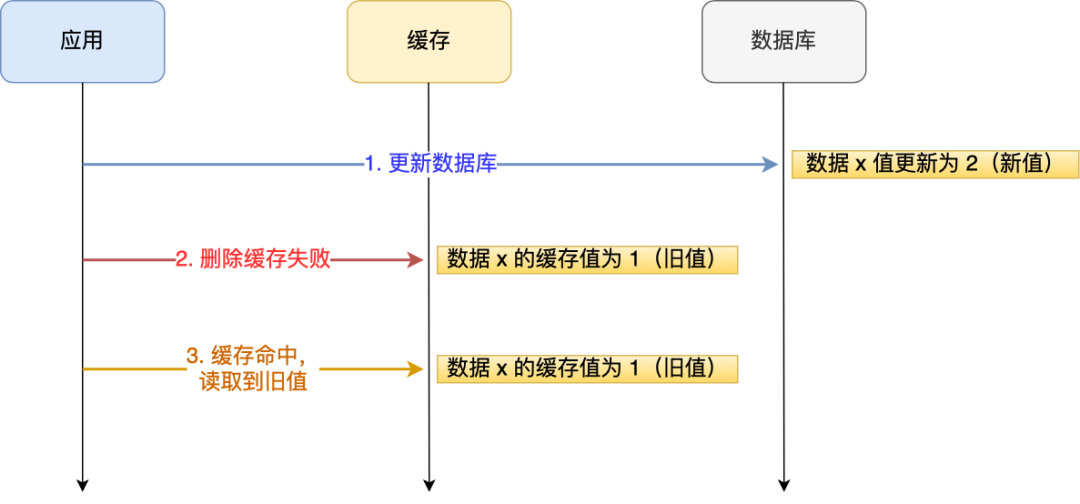 应用
缓存
数据库
1. 更新数据库
数据 x 值更新为 2（新值）
2. 删除缓存失败
数据 x 的缓存值为 1（旧值）
3. 缓存命中，
读取到旧值
数据 x 的缓存值为 1（旧值）